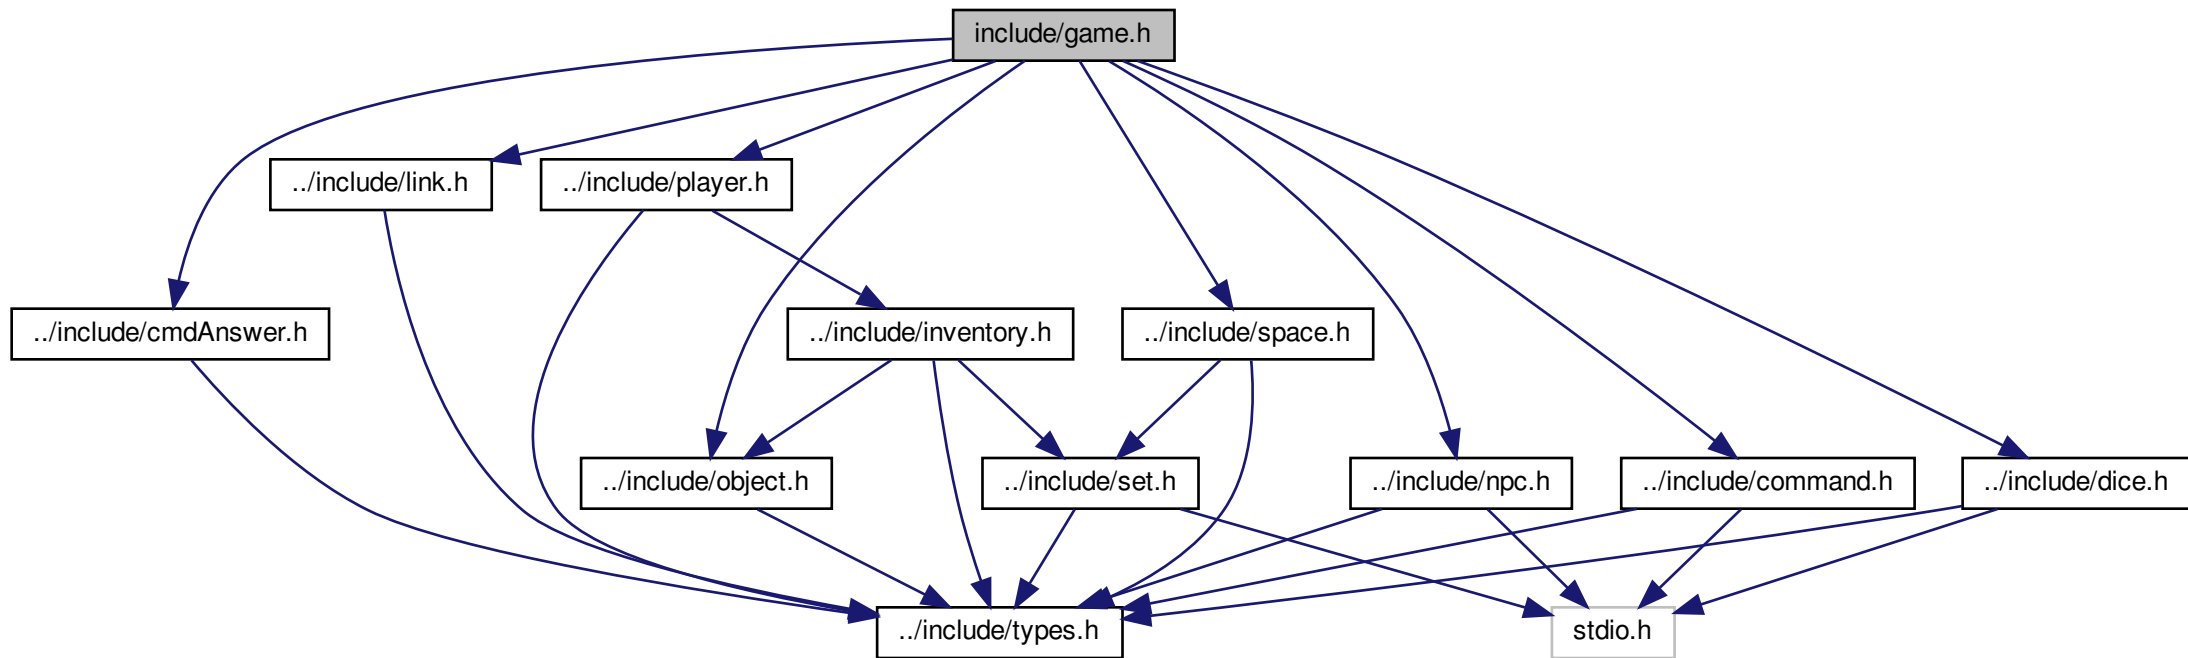 include/game.h
../include/link.h
../include/player.h
../include/cmdAnswer.h
../include/inventory.h
../include/space.h
../include/object.h
../include/set.h
../include/npc.h
../include/command.h
../include/dice.h
../include/types.h
stdio.h